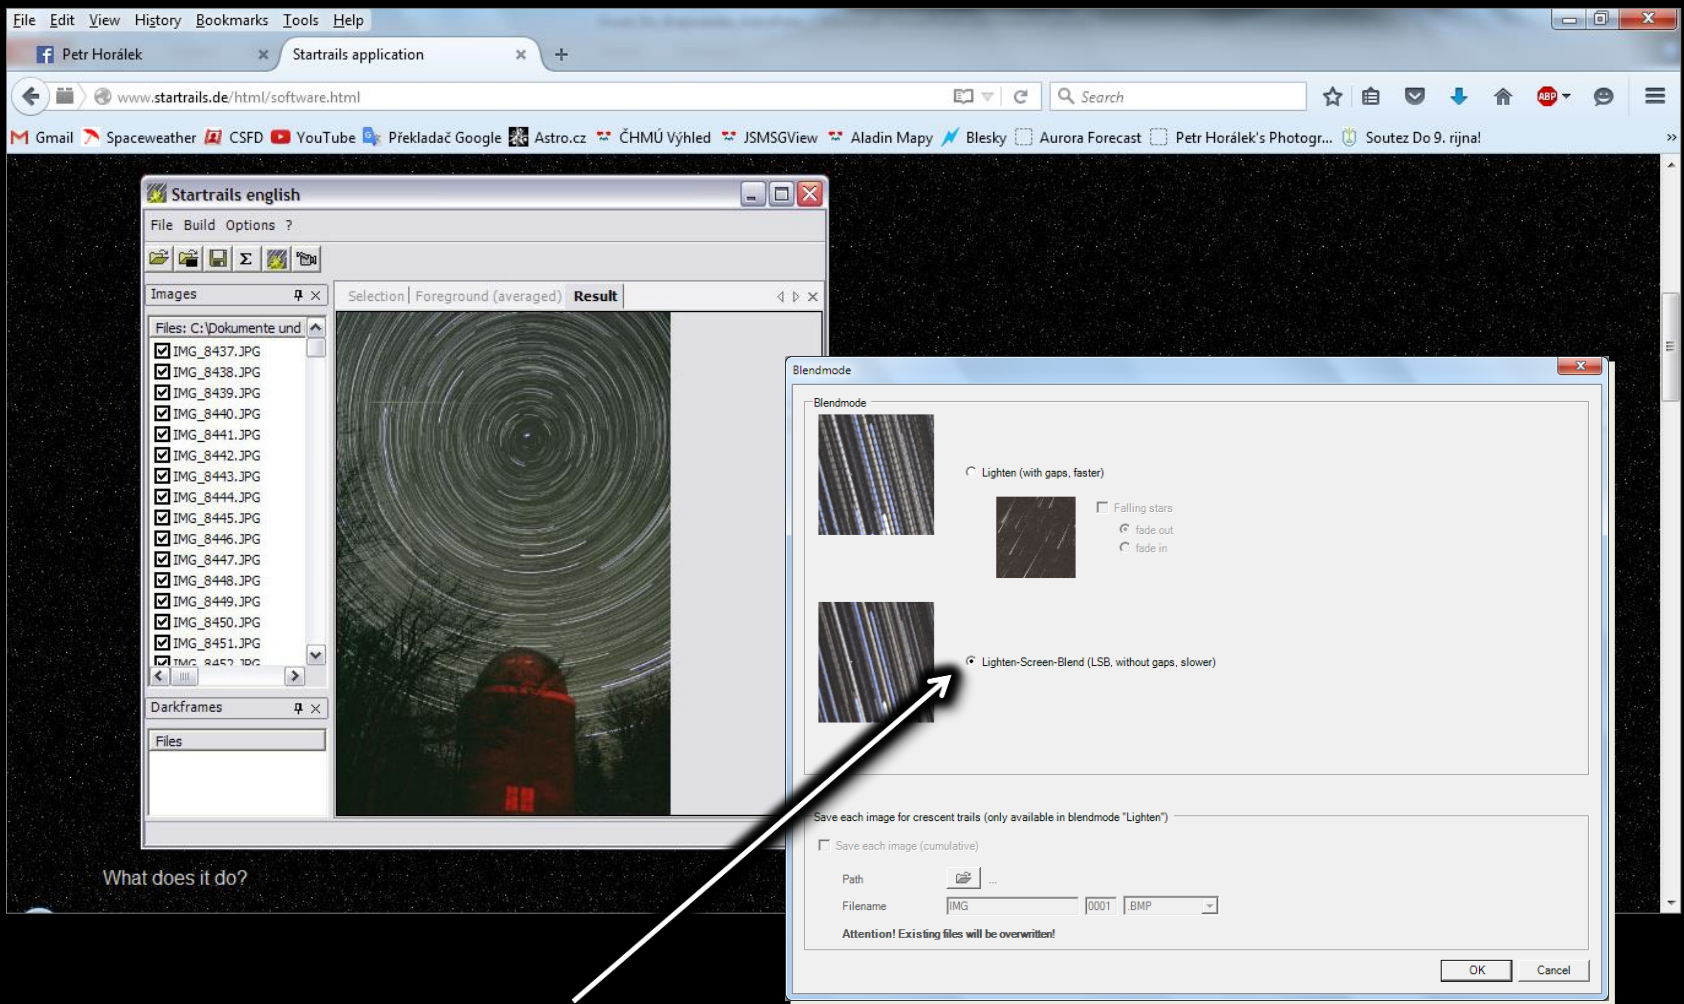 File Edit View History Bookmarks Tools Help
Petr Horálek
Startrails application
www.startrails.de/html/software.html
Search
ABP
Gmail Spaceweather CSFD YouTube Překladač Google Astro.cz ČHMÚ Výhled JSMSGView Aladin Mapy Blesky Aurora Forecast Petr Horálek's Photogr... Soutez Do 9. rijna! »
Startrails english
File Build Options ?
Σ
Images
Selection Foreground (averaged) Result
Files: C:\Dokumente und
IMG_8437.JPG
IMG_8438.JPG
IMG_8439.JPG
IMG_8440.JPG
IMG_8441.JPG
IMG_8442.JPG
IMG_8443.JPG
IMG_8444.JPG
IMG_8445.JPG
IMG_8446.JPG
IMG_8447.JPG
IMG_8448.JPG
IMG_8449.JPG
IMG_8450.JPG
IMG_8451.JPG
IMG_8452.JPG
Darkframes
Files
What does it do?
Blendmode
Blendmode
Lighten (with gaps, faster)
Falling stars
fade out
fade in
Lighten-Screen-Blend (LSB, without gaps, slower)
Save each image for crescent trails (only available in blendmode "Lighten")
Save each image (cumulative)
Path ...
Filename IMG 0001 .BMP
Attention! Existing files will be overwritten!
OK Cancel